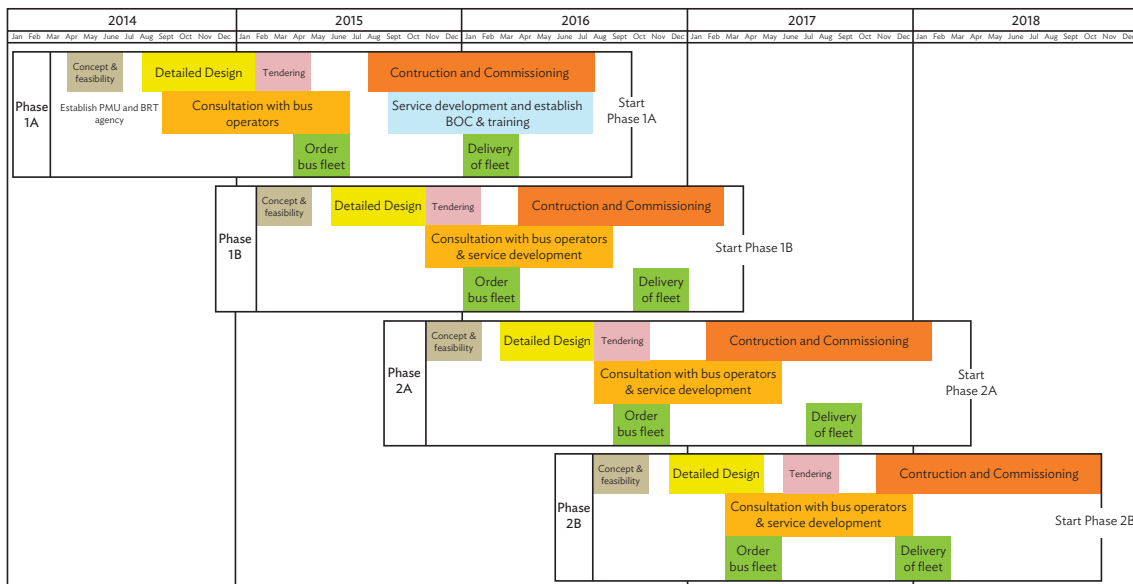 2014 2015 2016 2017 2018
Jan Feb Mar Apr May June Jul Aug Sept Oct Nov Dec Jan Feb Mar Apr May June Jul Aug Sept Oct Nov Dec Jan Feb Mar Apr May June Jul Aug Sept Oct Nov Dec Jan Feb Mar Apr May June Jul Aug Sept Oct Nov Dec Jan Feb Mar Apr May June Jul Aug Sept Oct Nov Dec
Phase
1A
Concept &
feasibility
Detailed Design
Tendering
Contruction and Commissioning
Establish PMU and BRT
agency
Consultation with bus
operators
Service development and establish
BOC & training
Start
Phase 1A
Order
bus fleet
Delivery
of fleet
Phase
1B
Concept &
feasibility
Detailed Design
Tendering
Contruction and Commissioning
Consultation with bus operators
& service development
Start Phase 1B
Order
bus fleet
Delivery
of fleet
Phase
2A
Concept &
feasibility
Detailed Design
Tendering
Contruction and Commissioning
Consultation with bus operators
& service development
Start
Phase 2A
Order
bus fleet
Delivery
of fleet
Phase
2B
Concept &
feasibility
Detailed Design
Tendering
Contruction and Commissioning
Consultation with bus operators
& service development
Start Phase 2B
Order
bus fleet
Delivery
of fleet